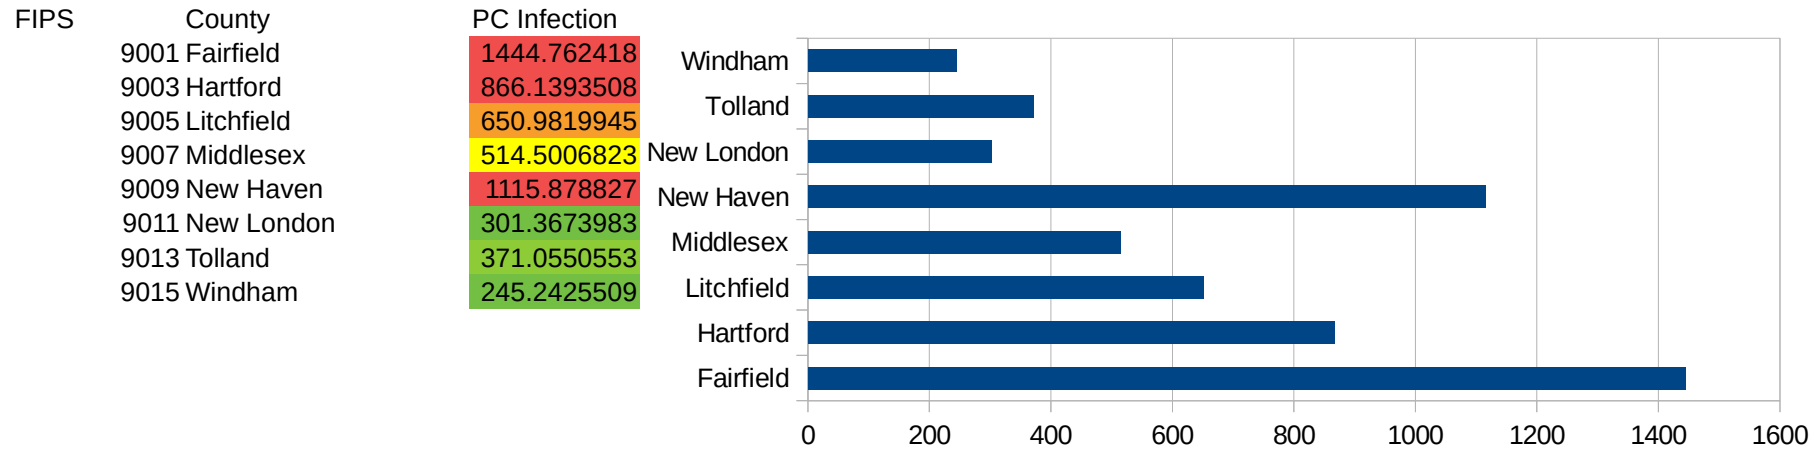 FIPS County PC Infection
9001 Fairfield 1444.762418
9003 Hartford 866.1393508
9005 Litchfield 650.9819945
9007 Middlesex 514.5006823
9009 New Haven 1115.878827
9011 New London 301.3673983
9013 Tolland 371.0550553
9015 Windham 245.2425509
Windham
Tolland
New London
New Haven
Middlesex
Litchfield
Hartford
Fairfield
0 200 400 600 800 1000 1200 1400 1600